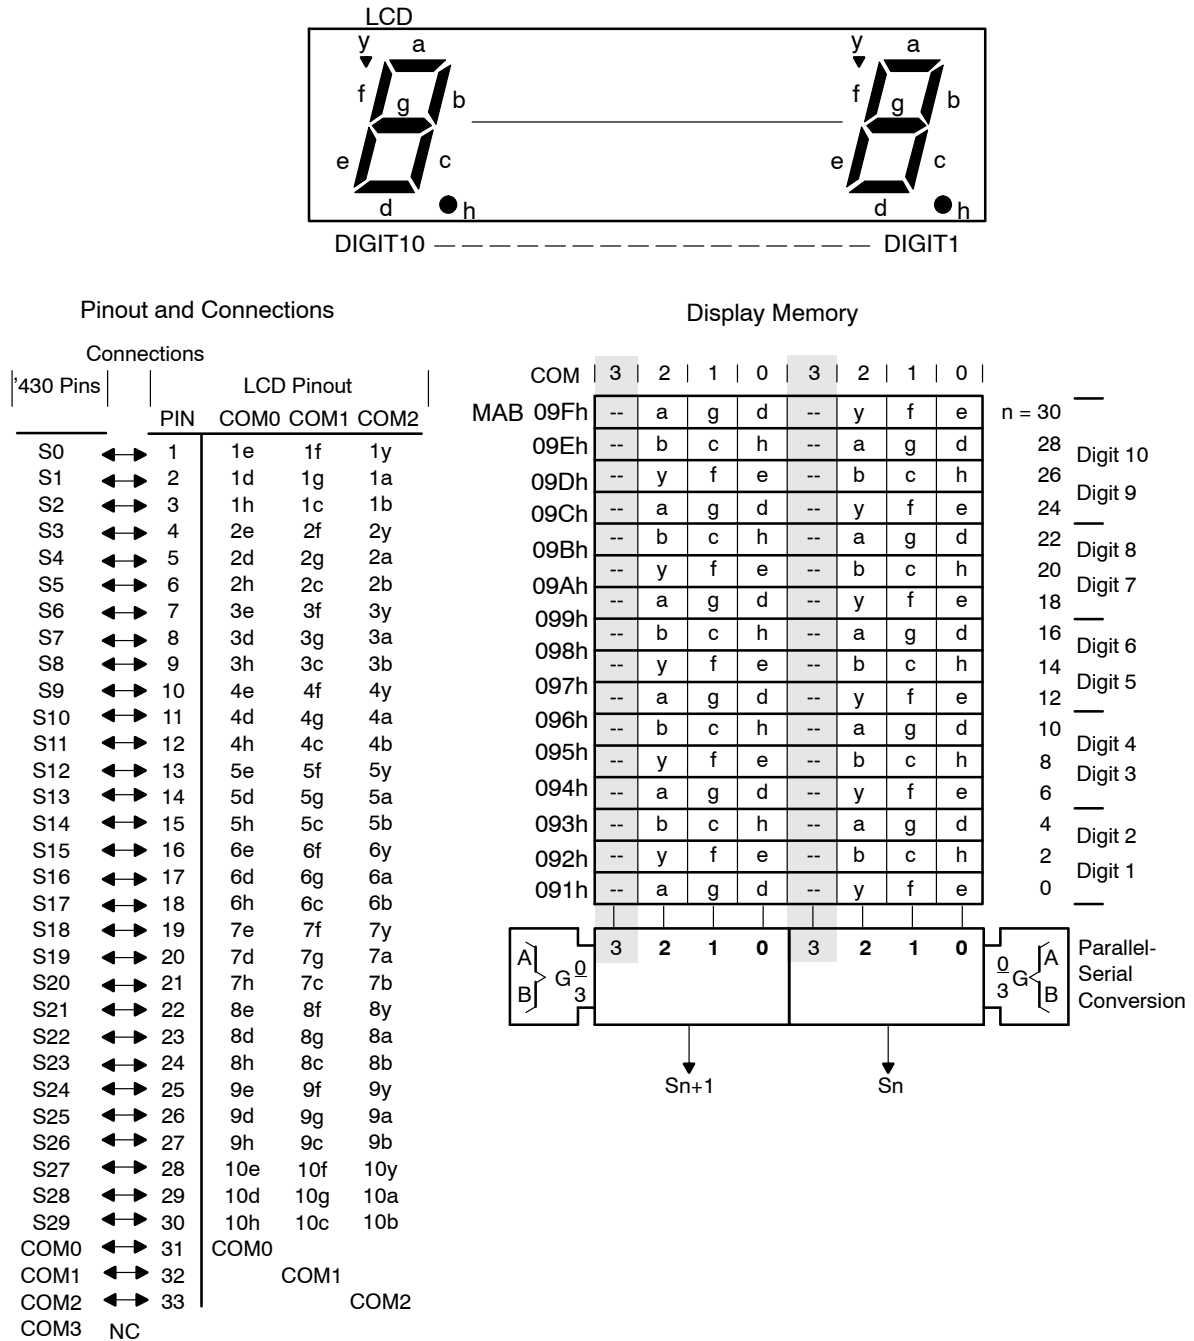 LCD
y a y a
f g b f g b
e c e c
d h d h
DIGIT10 DIGIT1
Pinout and Connections
Connections
'430 Pins LCD Pinout
PIN COM0 COM1 COM2
S0 1 1e 1f 1y
S1 2 1d 1g 1a
S2 3 1h 1c 1b
S3 4 2e 2f 2y
S4 5 2d 2g 2a
S5 6 2h 2c 2b
S6 7 3e 3f 3y
S7 8 3d 3g 3a
S8 9 3h 3c 3b
S9 10 4e 4f 4y
S10 11 4d 4g 4a
S11 12 4h 4c 4b
S12 13 5e 5f 5y
S13 14 5d 5g 5a
S14 15 5h 5c 5b
S15 16 6e 6f 6y
S16 17 6d 6g 6a
S17 18 6h 6c 6b
S18 19 7e 7f 7y
S19 20 7d 7g 7a
S20 21 7h 7c 7b
S21 22 8e 8f 8y
S22 23 8d 8g 8a
S23 24 8h 8c 8b
S24 25 9e 9f 9y
S25 26 9d 9g 9a
S26 27 9h 9c 9b
S27 28 10e 10f 10y
S28 29 10d 10g 10a
S29 30 10h 10c 10b
COM0 31 COM0
COM1 32 COM1
COM2 33 COM2
COM3 NC
Display Memory
COM 3 2 1 0 3 2 1 0
MAB 09Fh -- a g d -- y f e n = 30
09Eh -- b c h -- a g d 28 Digit 10
09Dh -- y f e -- b c h 26
09Ch -- a g d -- y f e 24 Digit 9
09Bh -- b c h -- a g d 22 Digit 8
09Ah -- y f e -- b c h 20 Digit 7
099h -- a g d -- y f e 18
098h -- b c h -- a g d 16 Digit 6
097h -- y f e -- b c h 14 Digit 5
096h -- a g d -- y f e 12
095h -- b c h -- a g d 10 Digit 4
094h -- y f e -- b c h 8 Digit 3
093h -- a g d -- y f e 6
092h -- b c h -- a g d 4 Digit 2
091h -- y f e -- b c h 2 Digit 1
-- a g d -- y f e 0
A B G 0 3 3 2 1 0 3 2 1 0 0 3 G A B
Parallel-
Serial
Conversion
Sn+1 Sn